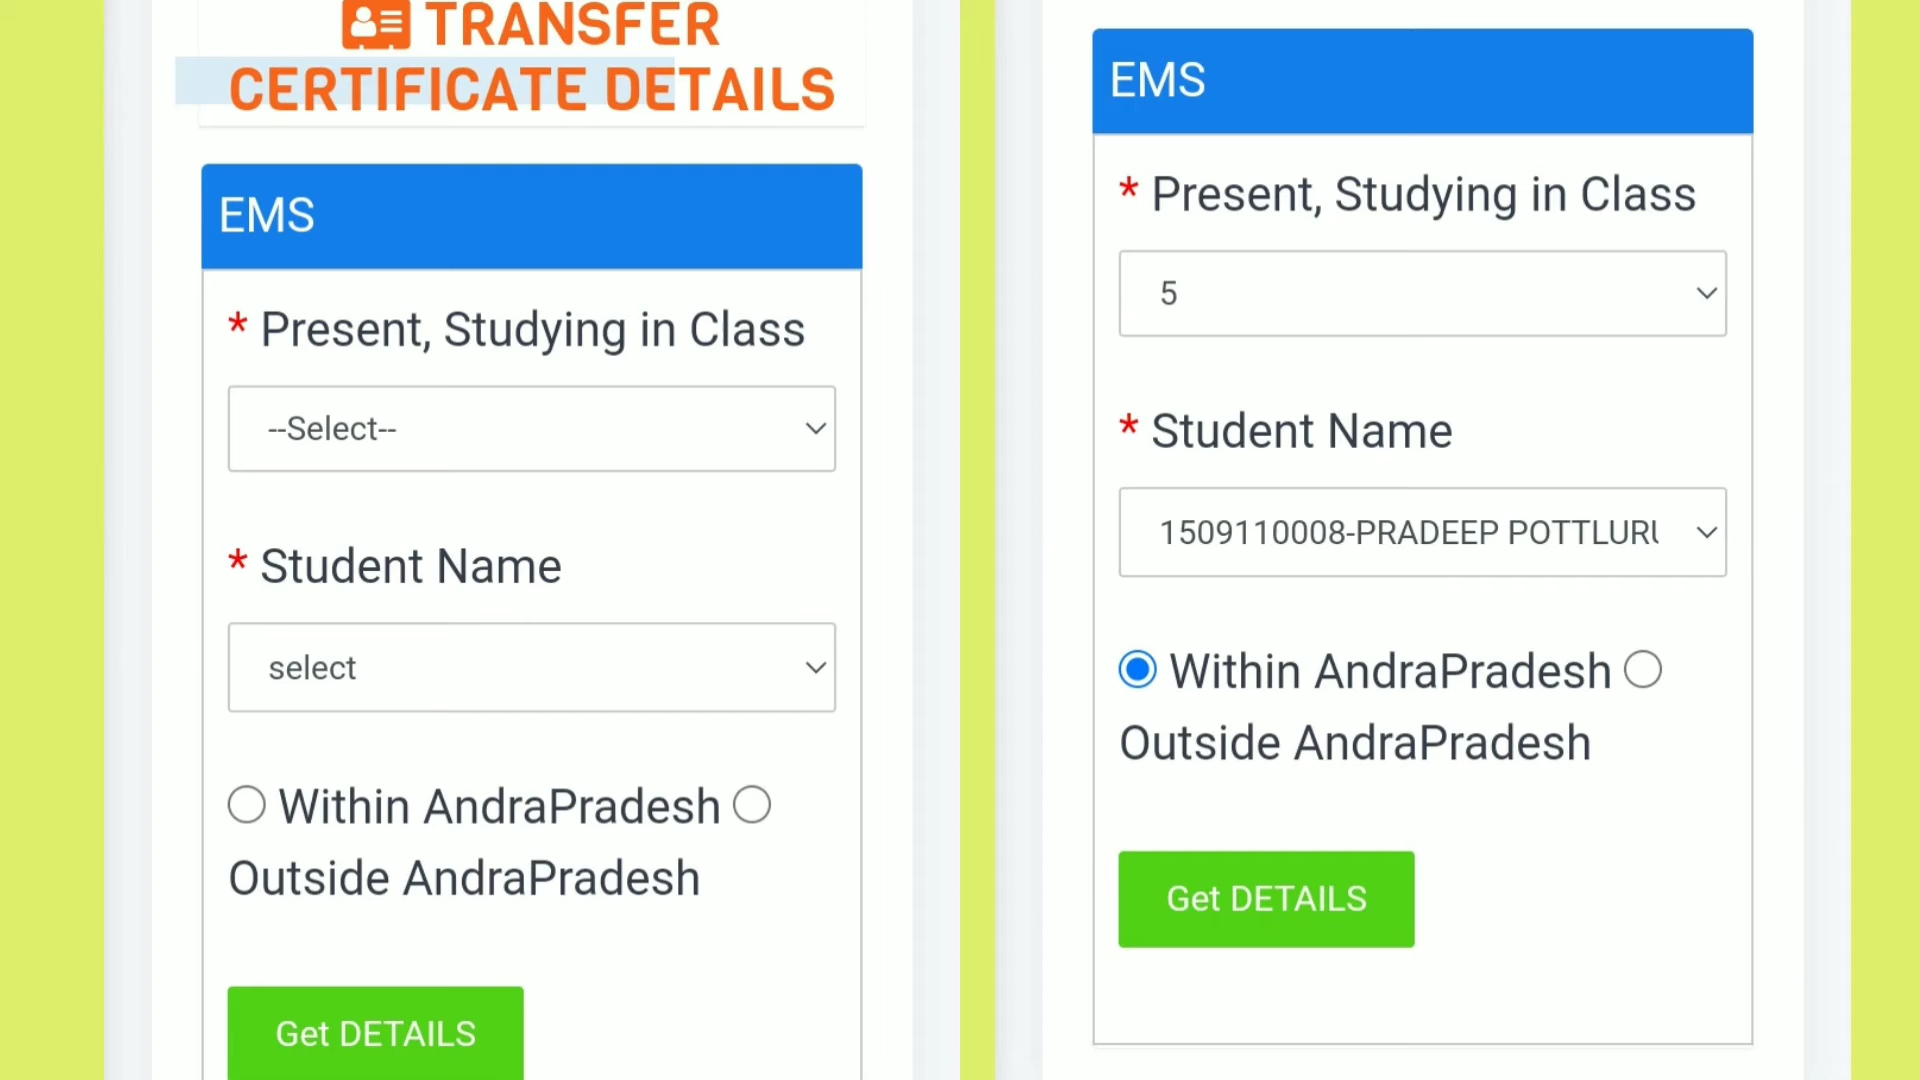 TRANSFER
CERTIFICATE DETAILS
EMS
* Present, Studying in Class
--Select--
* Student Name
select
Within AndraPradesh
Outside AndraPradesh
Get DETAILS
EMS
* Present, Studying in Class
5
* Student Name
1509110008-PRADEEP POTTLURU
Within AndraPradesh
Outside AndraPradesh
Get DETAILS